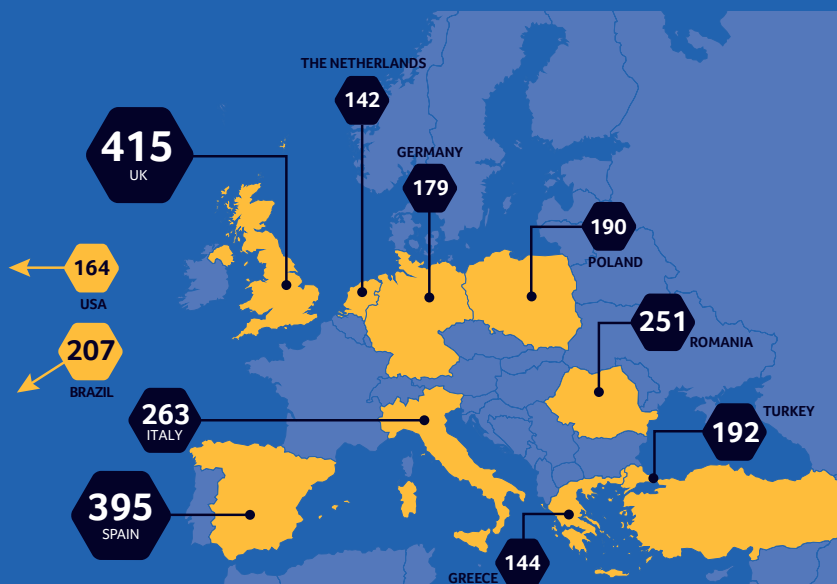 THE NETHERLANDS
142
415
UK
GERMANY
179
190
POLAND
164
USA
251
ROMANIA
207
BRAZIL
263
ITALY
TURKEY
192
395
SPAIN
144
GREECE